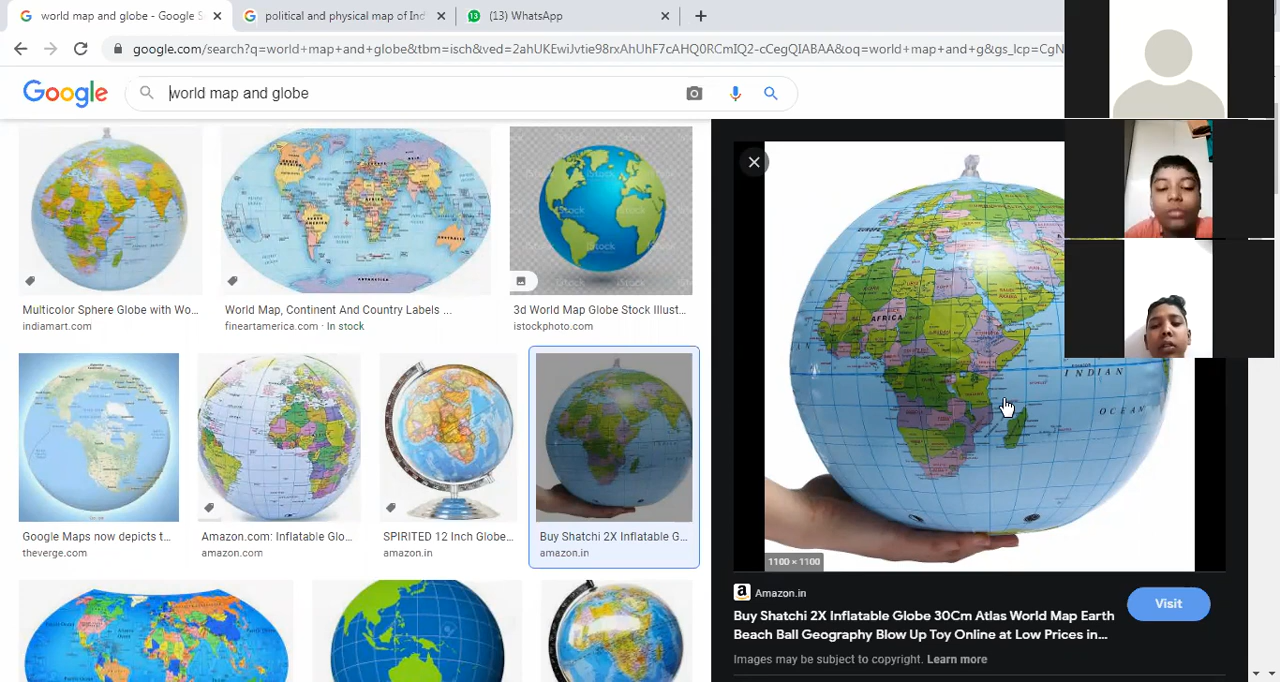 world map and globe - Google S
political and physical map of Ind
(13) WhatsApp
google.com/search?q=world+map+and+globe&tbm=isch&ved=2ahUKEwiJvtie98rxAhUhF7cAHQ0RCmIQ2-cCegQIABAA&oq=world+map+and+g&gs_lcp=CgN
Google
world map and globe
Multicolor Sphere Globe with Wo...
indiamart.com
World Map, Continent And Country Labels ...
fineartamerica.com · In stock
iStock
3d World Map Globe Stock Illust...
istockphoto.com
Google Maps now depicts t...
theverge.com
Amazon.com: Inflatable Glo...
amazon.com
SPIRITED 12 Inch Globe...
amazon.in
Buy Shatchi 2X Inflatable G...
amazon.in
EUROPE
AFRICA
SAUDI ARABIA
INDIAN
OCEAN
1100 × 1100
Amazon.in
Buy Shatchi 2X Inflatable Globe 30Cm Atlas World Map Earth
Beach Ball Geography Blow Up Toy Online at Low Prices in...
Visit
Images may be subject to copyright. Learn more